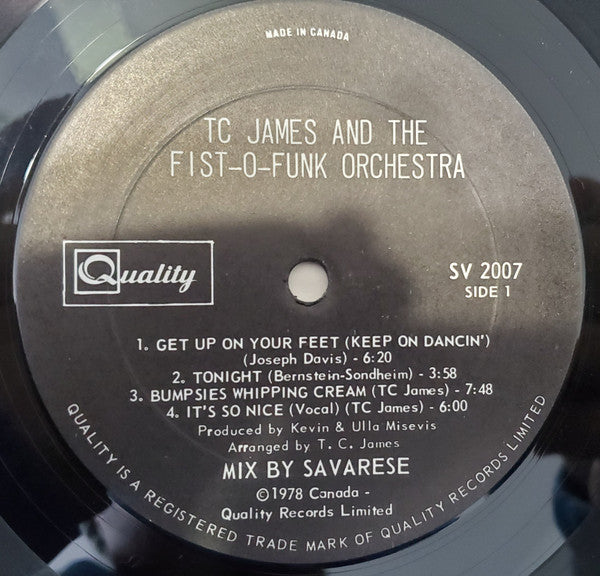 MADE IN CANADA
TC JAMES AND THE
FIST-O-FUNK ORCHESTRA
Quality
SV 2007
SIDE 1
1. GET UP ON YOUR FEET (KEEP ON DANCIN')
(Joseph Davis) - 6:20
2. TONIGHT (Bernstein-Sondheim) - 3:58
3. BUMPSIES WHIPPING CREAM (TC James) - 7:48
4. IT'S SO NICE (Vocal) (TC James) - 6:00
Produced by Kevin & Ulla Misevis
Arranged by T. C. James
MIX BY SAVARESE
©1978 Canada -
Quality Records Limited
QUALITY IS A REGISTERED TRADE MARK OF QUALITY RECORDS LIMITED